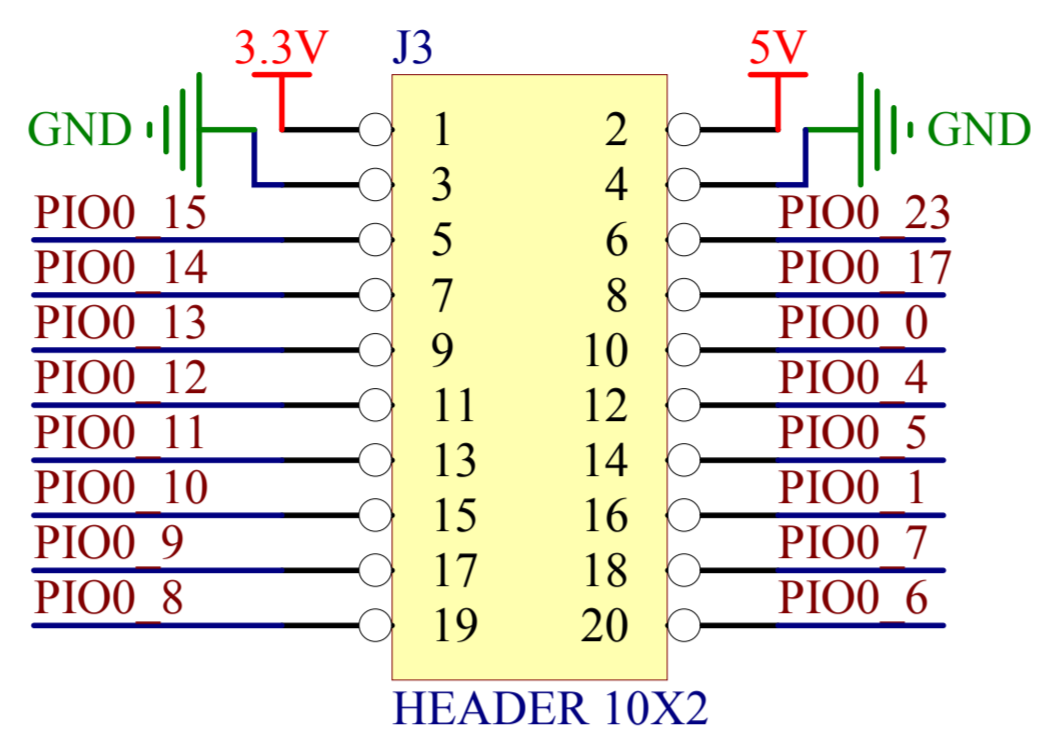 3.3V J3 5V
GND 1 2 GND
3 4
PIO0_15 5 6 PIO0_23
PIO0_14 7 8 PIO0_17
PIO0_13 9 10 PIO0_0
PIO0_12 11 12 PIO0_4
PIO0_11 13 14 PIO0_5
PIO0_10 15 16 PIO0_1
PIO0_9 17 18 PIO0_7
PIO0_8 19 20 PIO0_6
HEADER 10X2